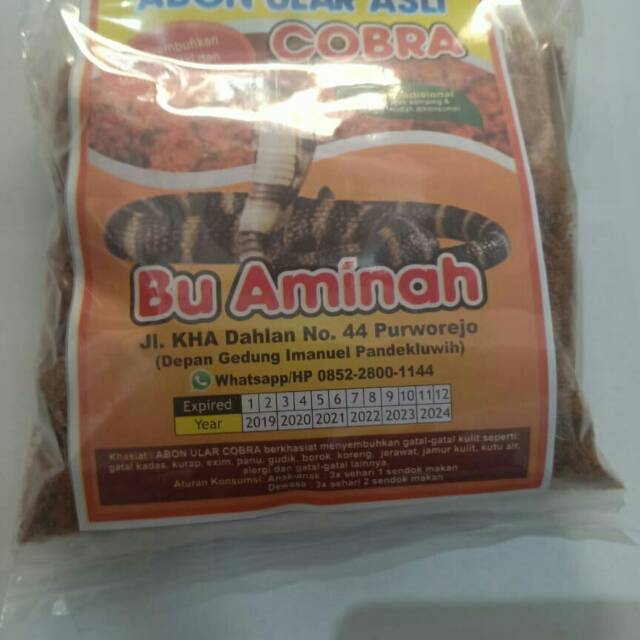 ABON ULAR ASLI
COBRA
Bu Aminah
Jl. KHA Dahlan No. 44 Purworejo
(Depan Gedung Imanuel Pandekluwih)
Whatsapp/HP 0852-2800-1144
Expired 1 2 3 4 5 6 7 8 9 10 11 12
Year 2019 2020 2021 2022 2023 2024
Khasiat : ABON ULAR COBRA berkhasiat menyembuhkan gatal-gatal kulit seperti:
gatal kadas, kurap, exim, panu, gudik, borok, koreng, jerawat, jamur kulit, kutu air,
alergi dan gatal-gatal lainnya.
Aturan Konsumsi: Anak-anak : 3x sehari 1 sendok makan
Dewasa : 3x sehari 2 sendok makan